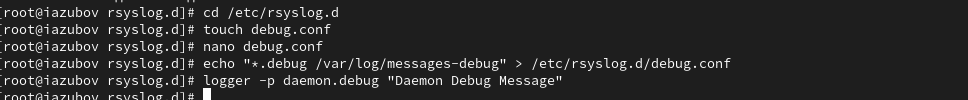 [root@iazubov rsyslog.d]# cd /etc/rsyslog.d
[root@iazubov rsyslog.d]# touch debug.conf
[root@iazubov rsyslog.d]# nano debug.conf
[root@iazubov rsyslog.d]# echo "*.debug /var/log/messages-debug" > /etc/rsyslog.d/debug.conf
[root@iazubov rsyslog.d]# logger -p daemon.debug "Daemon Debug Message"
[root@iazubov rsyslog.d]#